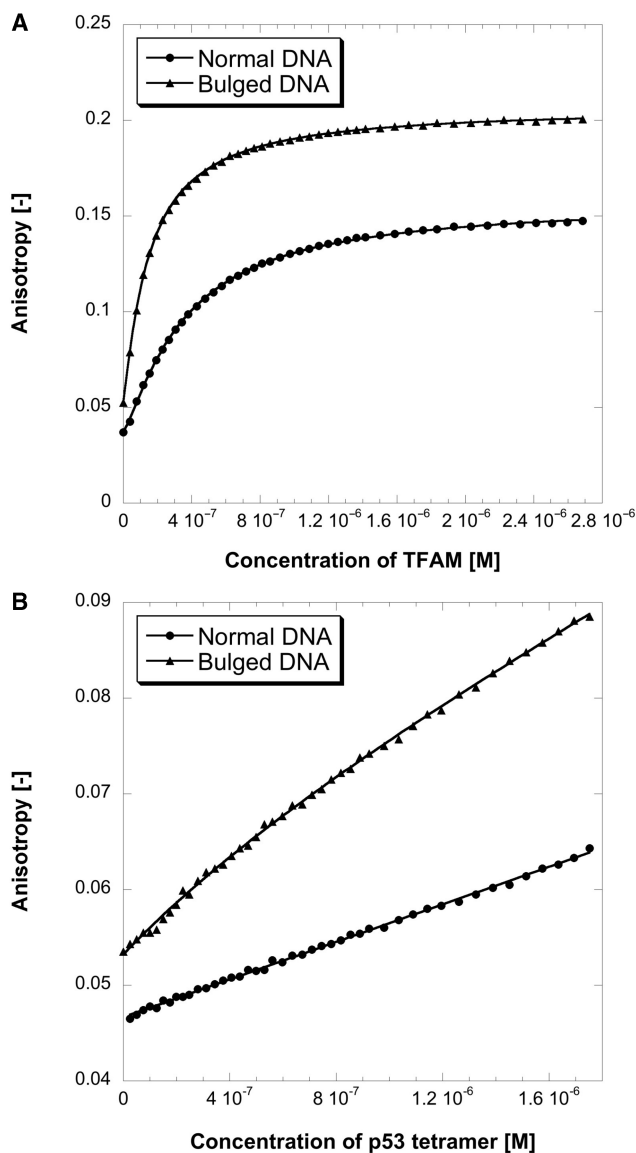 A
0.25
Normal DNA
Bulged DNA
0.2
0.15
Anisotropy [-]
0.1
0.05
0
0 4 10⁻⁷ 8 10⁻⁷ 1.2 10⁻⁶ 1.6 10⁻⁶ 2 10⁻⁶ 2.4 10⁻⁶ 2.8 10⁻⁶
Concentration of TFAM [M]
B
0.09
Normal DNA
Bulged DNA
0.08
Anisotropy [-]
0.07
0.06
0.05
0.04
0 4 10⁻⁷ 8 10⁻⁷ 1.2 10⁻⁶ 1.6 10⁻⁶
Concentration of p53 tetramer [M]